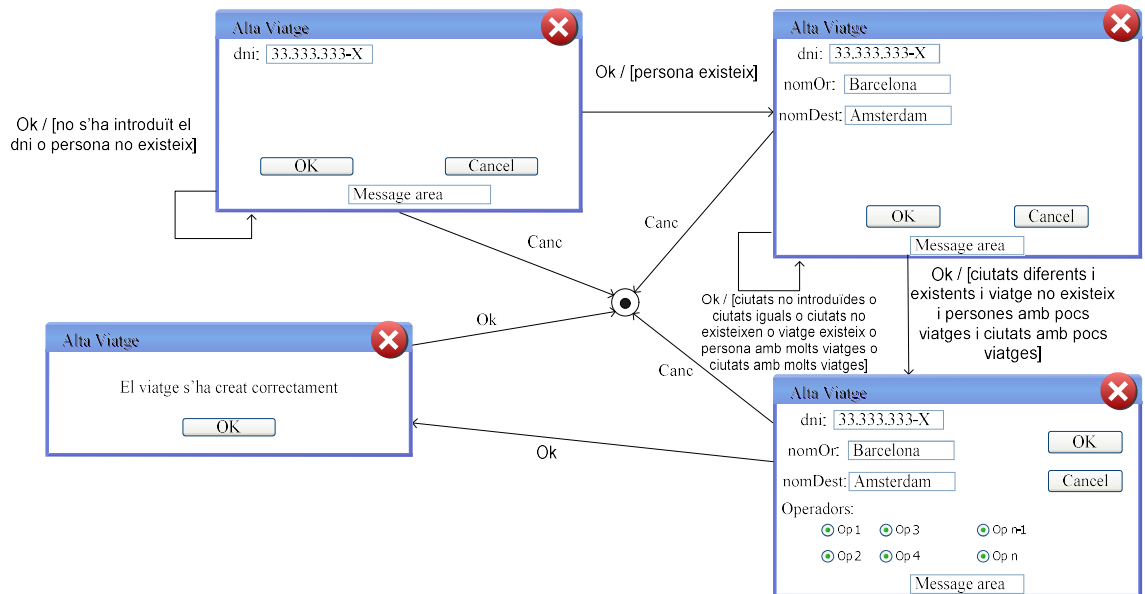 Alta Viatge
dni: 33.333.333-X
OK
Cancel
Message area
Ok / [no s'ha introduït el
dni o persona no existeix]
Ok / [persona existeix]
Alta Viatge
dni: 33.333.333-X
nomOr: Barcelona
nomDest: Amsterdam
OK
Cancel
Message area
Canc
Canc
Ok / [ciutats no introduïdes o
ciutats iguals o ciutats no
existeixen o viatge existeix o
persona amb molts viatges o
ciutats amb molts viatges]
Ok / [ciutats diferents i
existents i viatge no existeix
i persones amb pocs
viatges i ciutats amb pocs
viatges]
Ok
Canc
Alta Viatge
El viatge s'ha creat correctament
OK
Ok
Alta Viatge
dni: 33.333.333-X
nomOr: Barcelona
nomDest: Amsterdam
OK
Cancel
Operadors:
Op 1 Op 3 Op n-1
Op 2 Op 4 Op n
Message area